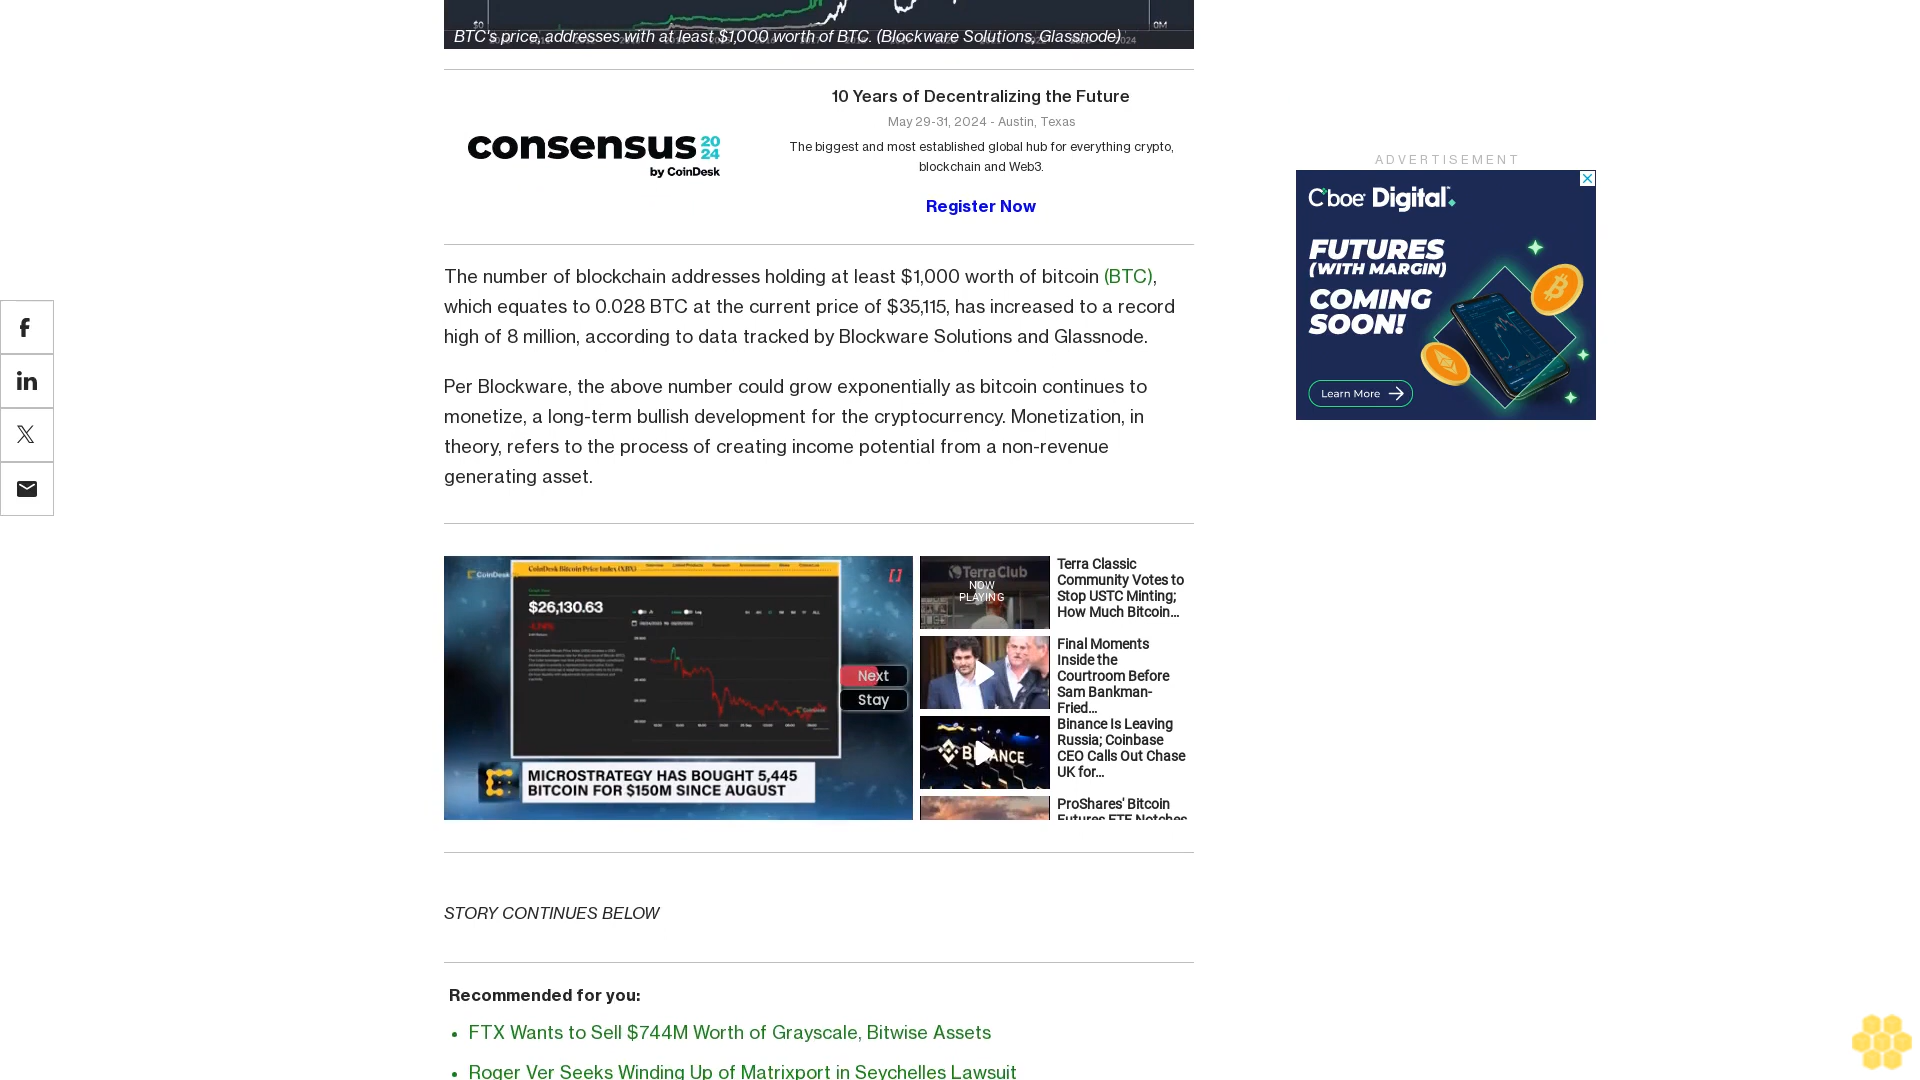 $0
0M
BTC's price, addresses with at least $1,000 worth of BTC. (Blockware Solutions, Glassnode)
2024
10 Years of Decentralizing the Future
May 29-31, 2024 - Austin, Texas
consensus 2024
by CoinDesk
The biggest and most established global hub for everything crypto,
blockchain and Web3.
Register Now
ADVERTISEMENT
Cboe Digital
FUTURES
(WITH MARGIN)
COMING
SOON!
Learn More
The number of blockchain addresses holding at least $1,000 worth of bitcoin (BTC),
which equates to 0.028 BTC at the current price of $35,115, has increased to a record
high of 8 million, according to data tracked by Blockware Solutions and Glassnode.
Per Blockware, the above number could grow exponentially as bitcoin continues to
monetize, a long-term bullish development for the cryptocurrency. Monetization, in
theory, refers to the process of creating income potential from a non-revenue
generating asset.
CoinDesk
CoinDesk Bitcoin Price Index (XBX)
$26,130.63
Next
Stay
MICROSTRATEGY HAS BOUGHT 5,445
BITCOIN FOR $150M SINCE AUGUST
TerraClub
NOW
PLAYING
Terra Classic
Community Votes to
Stop USTC Minting;
How Much Bitcoin...
Final Moments
Inside the
Courtroom Before
Sam Bankman-
Fried...
BINANCE
Binance Is Leaving
Russia; Coinbase
CEO Calls Out Chase
UK for...
ProShares' Bitcoin
Futures ETF Notches
STORY CONTINUES BELOW
Recommended for you:
• FTX Wants to Sell $744M Worth of Grayscale, Bitwise Assets
• Roger Ver Seeks Winding Up of Matrixport in Seychelles Lawsuit